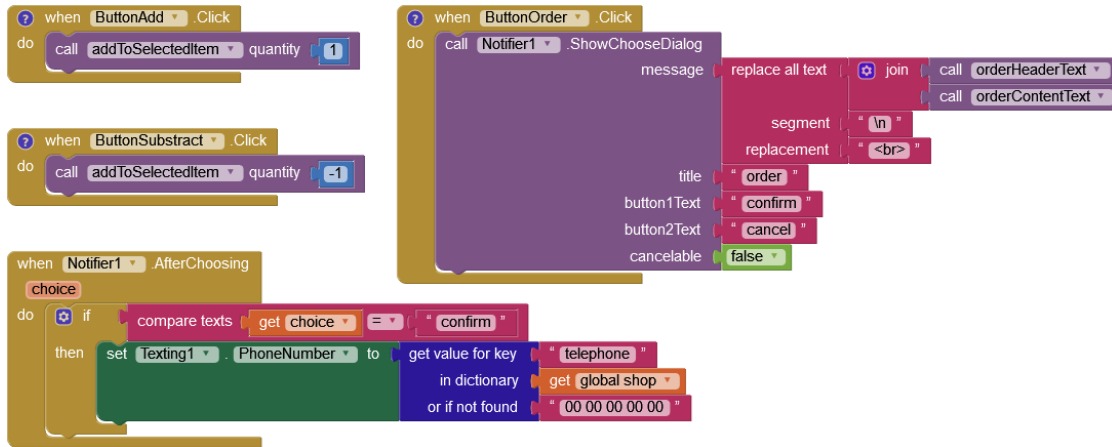 when ButtonAdd .Click
do call addToSelectedItem quantity 1
when ButtonSubstract .Click
do call addToSelectedItem quantity -1
when ButtonOrder .Click
do call Notifier1 .ShowChooseDialog
message replace all text join call orderHeaderText
call orderContentText
segment " \n "
replacement " <br> "
title " order "
button1Text " confirm "
button2Text " cancel "
cancelable false
when Notifier1 .AfterChoosing
choice
do if compare texts get choice = " confirm "
then set Texting1 . PhoneNumber to get value for key " telephone "
in dictionary get global shop
or if not found " 00 00 00 00 00 "